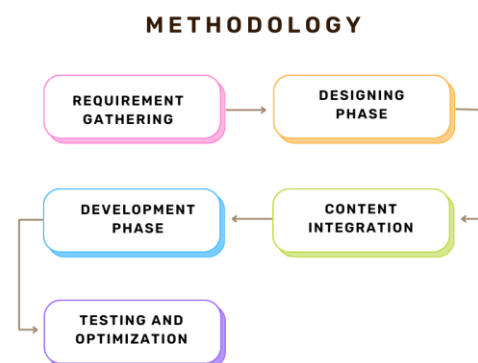 METHODOLOGY
REQUIREMENT
GATHERING
DESIGNING
PHASE
DEVELOPMENT
PHASE
CONTENT
INTEGRATION
TESTING AND
OPTIMIZATION